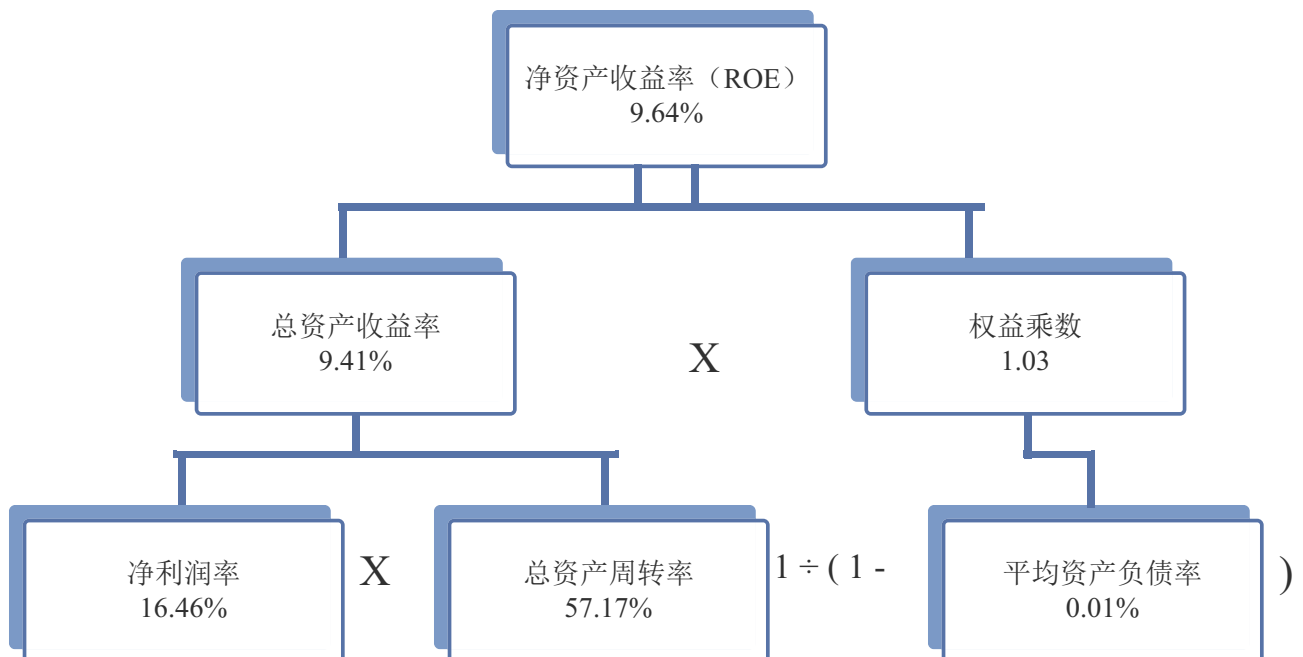 净资产收益率（ROE）
9.64%
总资产收益率
9.41%
X
权益乘数
1.03
净利润率
16.46%
X
总资产周转率
57.17%
1 ÷ ( 1 -
平均资产负债率
0.01%
)